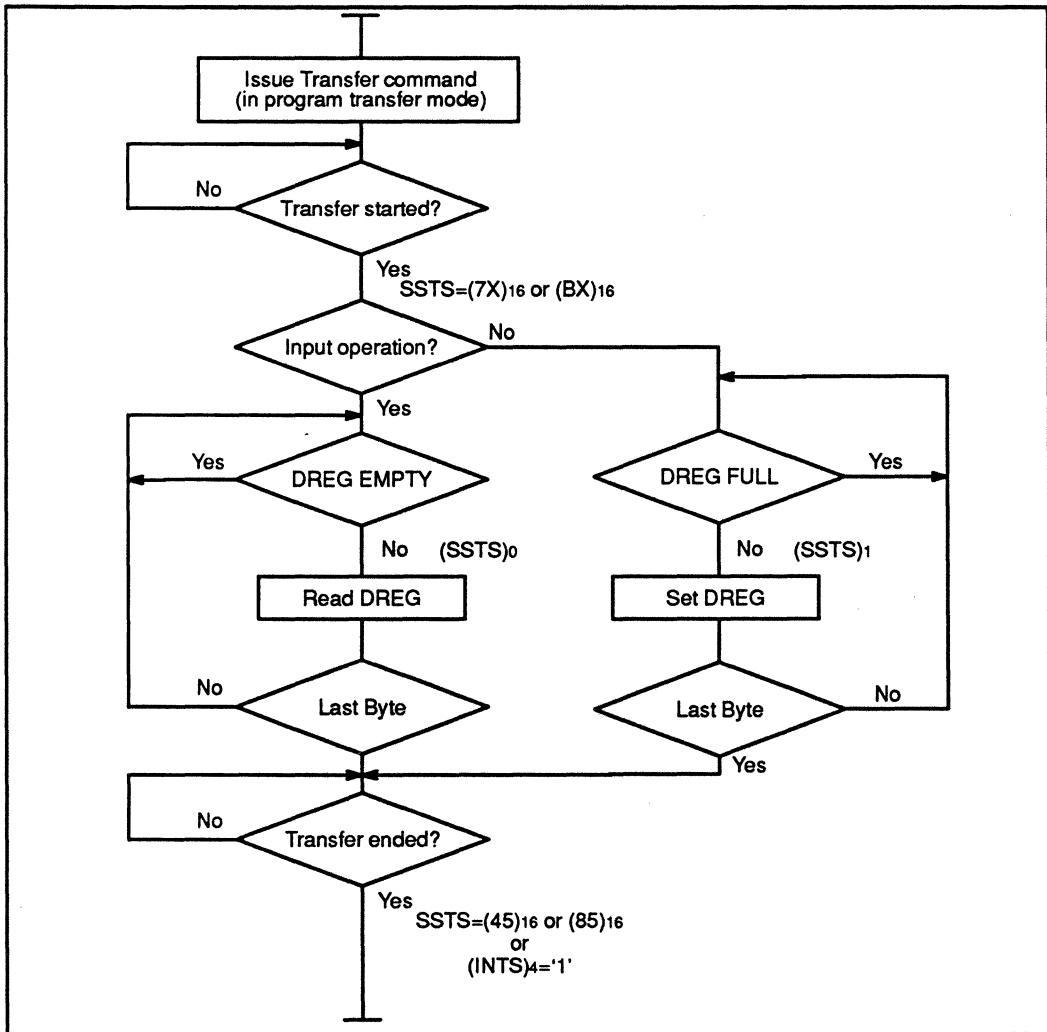 Issue Transfer command
(in program transfer mode)
No
Transfer started?
Yes
SSTS=(7X)16 or (BX)16
Input operation?
No
Yes
Yes
DREG EMPTY
DREG FULL
Yes
No (SSTS)0
No (SSTS)1
Read DREG
Set DREG
No
Last Byte
Last Byte
No
Yes
No
Transfer ended?
Yes
SSTS=(45)16 or (85)16
or
(INTS)4='1'